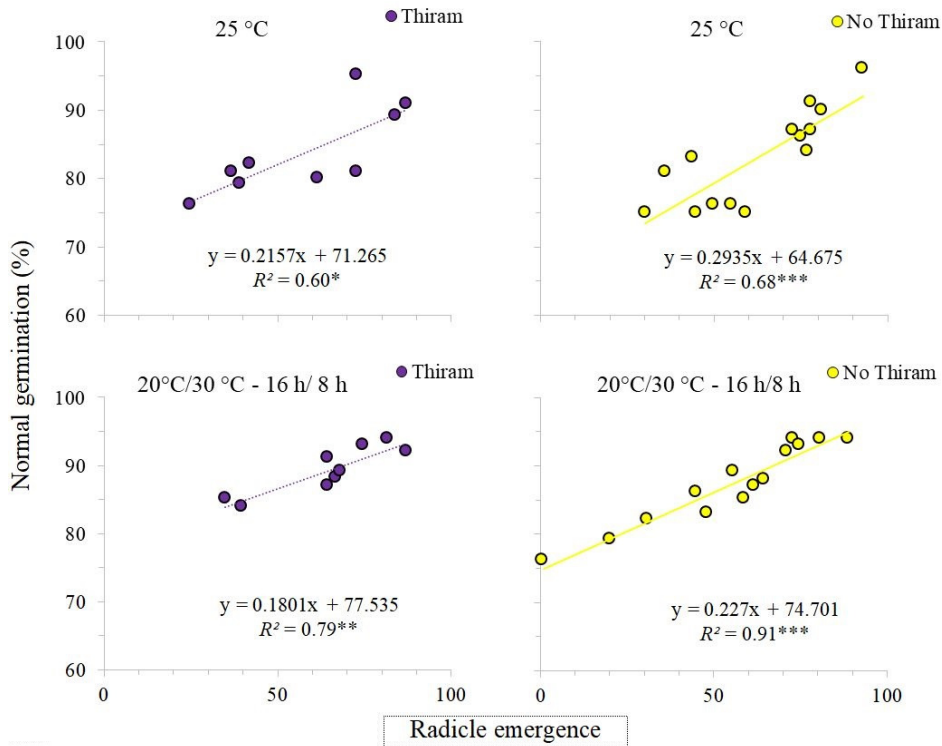 Thiram
25 °C
No Thiram
25 °C
100
90
80
70
60
y = 0.2157x + 71.265
R² = 0.60*
y = 0.2935x + 64.675
R² = 0.68***
Normal germination (%)
Thiram
20°C/30 °C - 16 h/ 8 h
No Thiram
20°C/30 °C - 16 h/8 h
100
90
80
70
60
y = 0.1801x + 77.535
R² = 0.79**
y = 0.227x + 74.701
R² = 0.91***
0
50
100
0
50
100
Radicle emergence